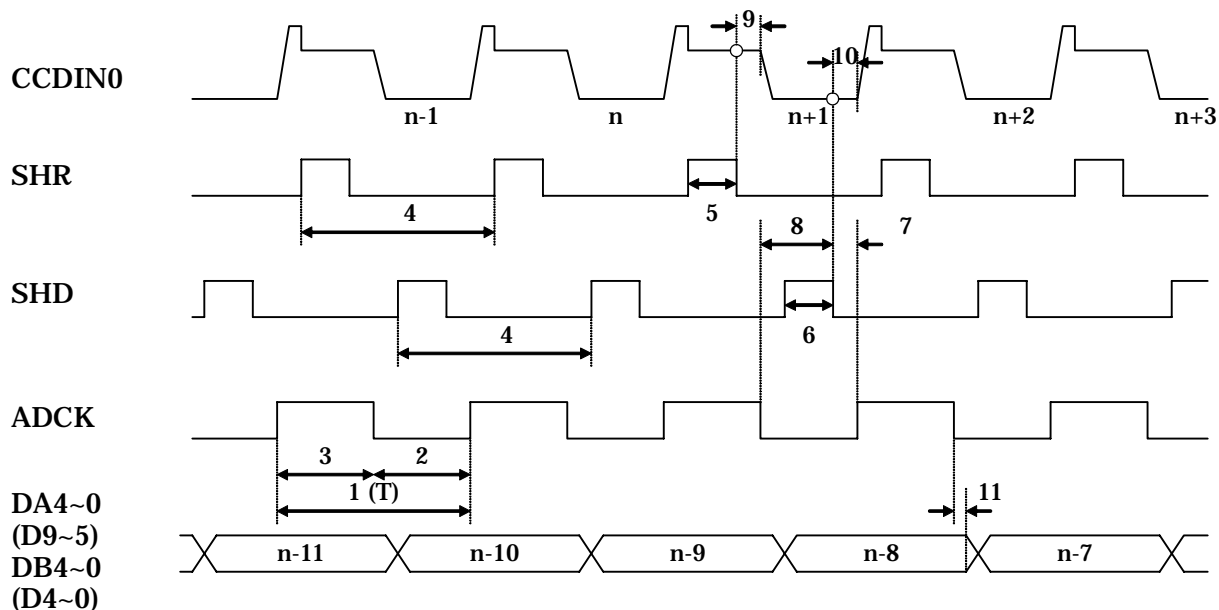 9
10
CCDIN0
n-1 n n+1 n+2 n+3
SHR
4 5
8 7
SHD
4 6
ADCK
3 2
1 (T)
11
DA4~0
(D9~5)
DB4~0
(D4~0)
n-11 n-10 n-9 n-8 n-7